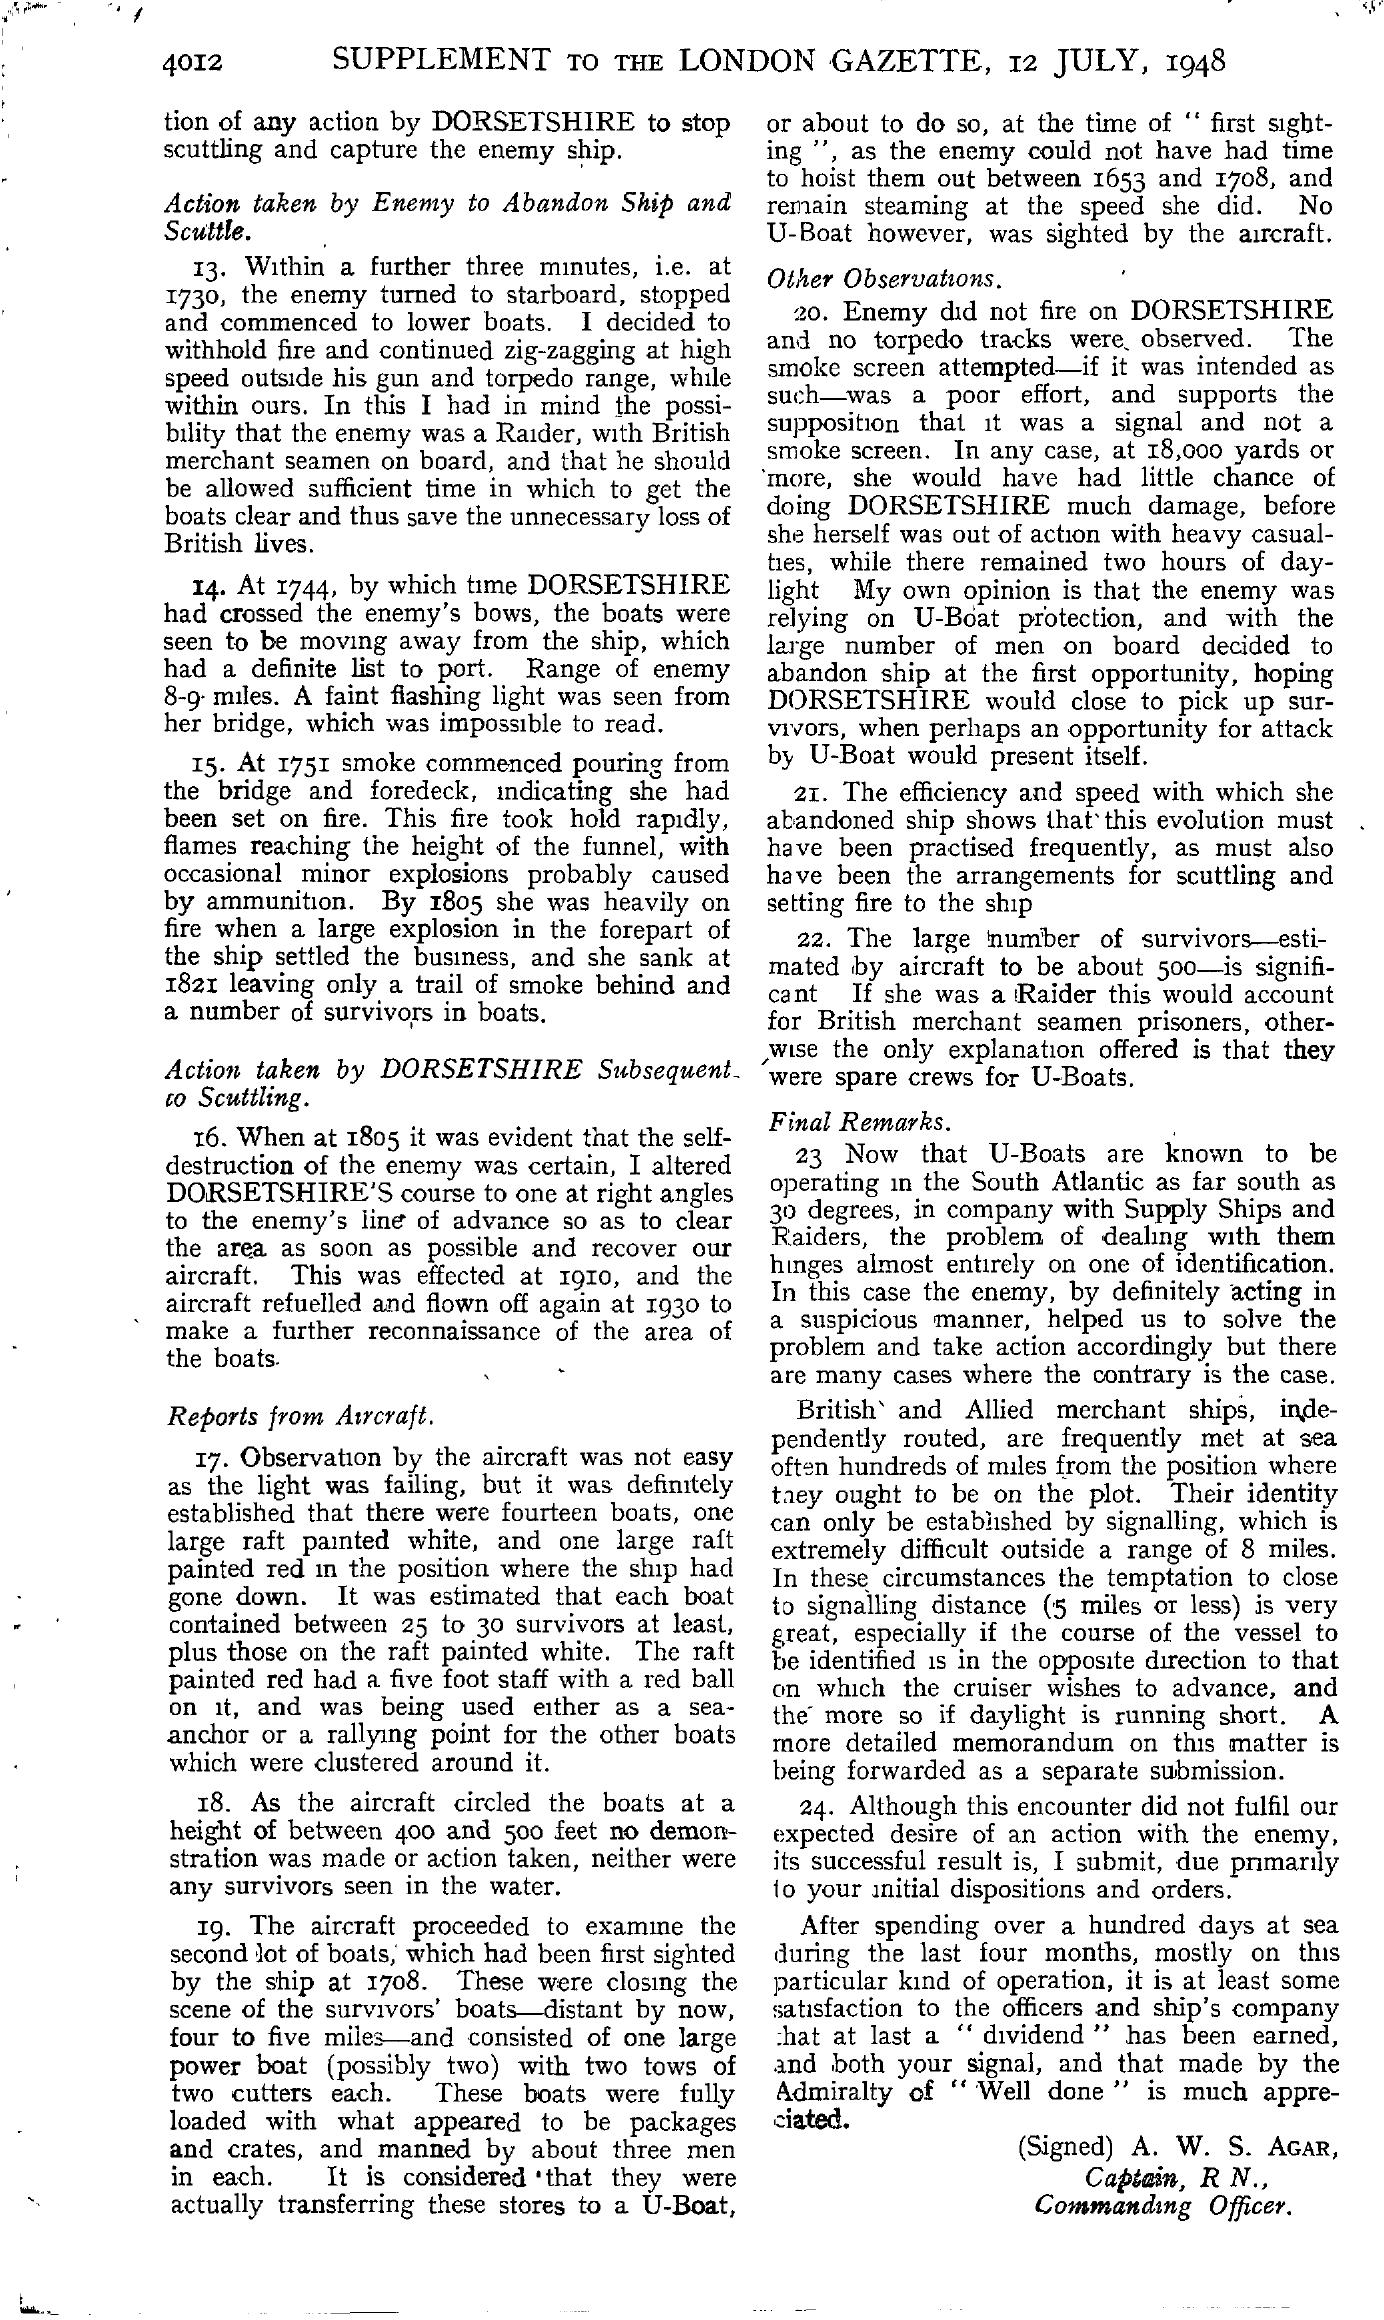 4012 SUPPLEMENT TO THE LONDON GAZETTE, 12 JULY, 1948
tion of any action by DORSETSHIRE to stop
scuttling and capture the enemy ship.
Action taken by Enemy to Abandon Ship and
Scuttle.
13. Within a further three minutes, i.e. at
1730, the enemy turned to starboard, stopped
and commenced to lower boats. I decided to
withhold fire and continued zig-zagging at high
speed outside his gun and torpedo range, while
within ours. In this I had in mind the possi-
bility that the enemy was a Raider, with British
merchant seamen on board, and that he should
be allowed sufficient time in which to get the
boats clear and thus save the unnecessary loss of
British lives.
14. At 1744, by which time DORSETSHIRE
had crossed the enemy's bows, the boats were
seen to be moving away from the ship, which
had a definite list to port. Range of enemy
8-9 miles. A faint flashing light was seen from
her bridge, which was impossible to read.
15. At 1751 smoke commenced pouring from
the bridge and foredeck, indicating she had
been set on fire. This fire took hold rapidly,
flames reaching the height of the funnel, with
occasional minor explosions probably caused
by ammunition. By 1805 she was heavily on
fire when a large explosion in the forepart of
the ship settled the business, and she sank at
1821 leaving only a trail of smoke behind and
a number of survivors in boats.
Action taken by DORSETSHIRE Subsequent
to Scuttling.
16. When at 1805 it was evident that the self-
destruction of the enemy was certain, I altered
DORSETSHIRE'S course to one at right angles
to the enemy's line of advance so as to clear
the area as soon as possible and recover our
aircraft. This was effected at 1910, and the
aircraft refuelled and flown off again at 1930 to
make a further reconnaissance of the area of
the boats.
Reports from Aircraft.
17. Observation by the aircraft was not easy
as the light was failing, but it was definitely
established that there were fourteen boats, one
large raft painted white, and one large raft
painted red in the position where the ship had
gone down. It was estimated that each boat
contained between 25 to 30 survivors at least,
plus those on the raft painted white. The raft
painted red had a five foot staff with a red ball
on it, and was being used either as a sea-
anchor or a rallying point for the other boats
which were clustered around it.
18. As the aircraft circled the boats at a
height of between 400 and 500 feet no demon-
stration was made or action taken, neither were
any survivors seen in the water.
19. The aircraft proceeded to examine the
second lot of boats, which had been first sighted
by the ship at 1708. These were closing the
scene of the survivors' boats—distant by now,
four to five miles—and consisted of one large
power boat (possibly two) with two tows of
two cutters each. These boats were fully
loaded with what appeared to be packages
and crates, and manned by about three men
in each. It is considered that they were
actually transferring these stores to a U-Boat,
or about to do so, at the time of " first sight-
ing ", as the enemy could not have had time
to hoist them out between 1653 and 1708, and
remain steaming at the speed she did. No
U-Boat however, was sighted by the aircraft.
Other Observations.
20. Enemy did not fire on DORSETSHIRE
and no torpedo tracks were observed. The
smoke screen attempted—if it was intended as
such—was a poor effort, and supports the
supposition that it was a signal and not a
smoke screen. In any case, at 18,000 yards or
more, she would have had little chance of
doing DORSETSHIRE much damage, before
she herself was out of action with heavy casual-
ties, while there remained two hours of day-
light My own opinion is that the enemy was
relying on U-Boat protection, and with the
large number of men on board decided to
abandon ship at the first opportunity, hoping
DORSETSHIRE would close to pick up sur-
vivors, when perhaps an opportunity for attack
by U-Boat would present itself.
21. The efficiency and speed with which she
abandoned ship shows that this evolution must
have been practised frequently, as must also
have been the arrangements for scuttling and
setting fire to the ship
22. The large number of survivors—esti-
mated by aircraft to be about 500—is signifi-
cant If she was a Raider this would account
for British merchant seamen prisoners, other-
wise the only explanation offered is that they
were spare crews for U-Boats.
Final Remarks.
23 Now that U-Boats are known to be
operating in the South Atlantic as far south as
30 degrees, in company with Supply Ships and
Raiders, the problem of dealing with them
hinges almost entirely on one of identification.
In this case the enemy, by definitely acting in
a suspicious manner, helped us to solve the
problem and take action accordingly but there
are many cases where the contrary is the case.
British and Allied merchant ships, inde-
pendently routed, are frequently met at sea
often hundreds of miles from the position where
they ought to be on the plot. Their identity
can only be established by signalling, which is
extremely difficult outside a range of 8 miles.
In these circumstances the temptation to close
to signalling distance (5 miles or less) is very
great, especially if the course of the vessel to
be identified is in the opposite direction to that
on which the cruiser wishes to advance, and
the more so if daylight is running short. A
more detailed memorandum on this matter is
being forwarded as a separate submission.
24. Although this encounter did not fulfil our
expected desire of an action with the enemy,
its successful result is, I submit, due primarily
to your initial dispositions and orders.
After spending over a hundred days at sea
during the last four months, mostly on this
particular kind of operation, it is at least some
satisfaction to the officers and ship's company
that at last a " dividend " has been earned,
and both your signal, and that made by the
Admiralty of " Well done " is much appre-
ciated.
(Signed) A. W. S. AGAR,
Captain, R N.,
Commanding Officer.